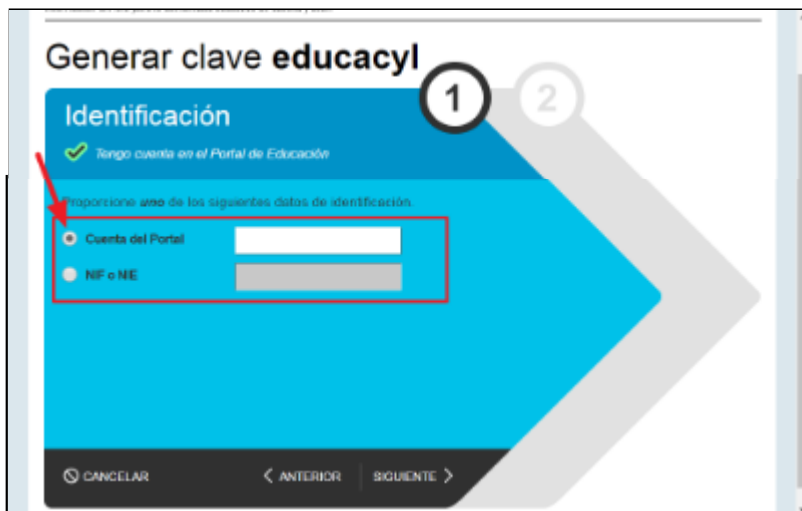 Generar clave educacyl
1
2
Identificación
Tengo cuenta en el Portal de Educación
Proporcione uno de los siguientes datos de identificación.
Cuenta del Portal
NIF o NIE
CANCELAR
ANTERIOR
SIGUIENTE